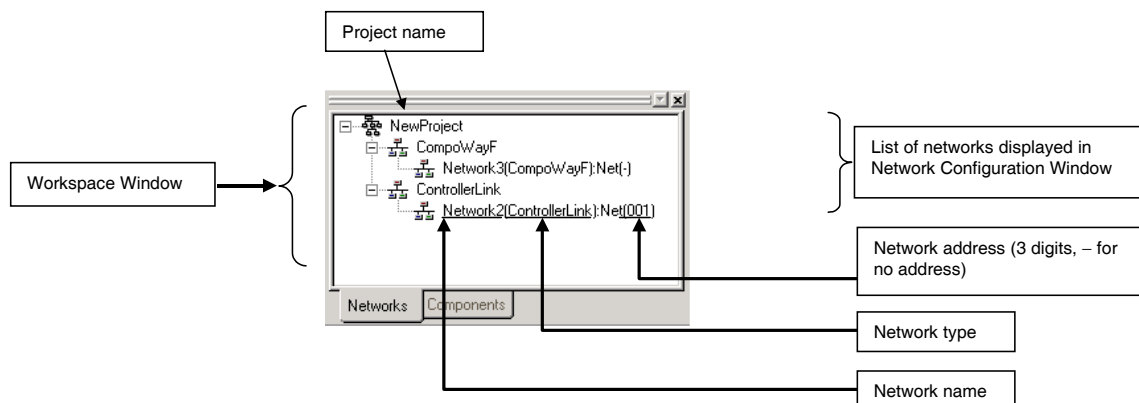 Project name
NewProject
CompoWayF
Network3(CompoWayF):Net(-)
ControllerLink
Network2(ControllerLink):Net(001)
Networks
Components
Workspace Window
List of networks displayed in
Network Configuration Window
Network address (3 digits, – for
no address)
Network type
Network name